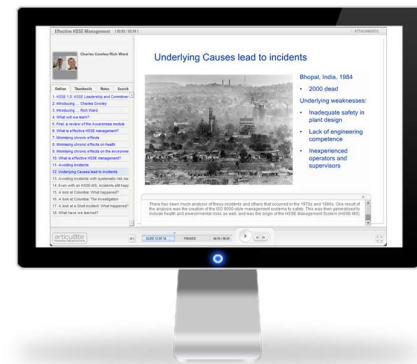 Effective HSSE Management
ATTACHMENTS
Charles Cowley/Rich Ward
Outline Thumbnails Notes Search
1. HSSE 1.0: HSSE Leadership and Commitmen
2. Introducing ... Charles Cowley
3. Introducing ... Rich Ward
4. What will we learn?
5. First, a review of the Awareness module
6. What is effective HSSE management?
7. Minimising chronic effects
8. Minimising chronic effects on health
9. Minimising chronic effects on the environme
10. What is effective HSSE management?
11. Avoiding incidents
12. Underlying Causes lead to incidents
13. Avoiding incidents with systematic risk ma
14. Even with an HSSE-MS, incidents still happ
15. A look at Columbia: What happened?
16. A look at Columbia: The investigation
17. A look at a Shell incident: What happened?
18. What have we learned?
Underlying Causes lead to incidents
Bhopal, India, 1984
• 2000 dead
Underlying weaknesses:
• Inadequate safety in
plant design
• Lack of engineering
competence
• Inexperienced
operators and
supervisors
There has been much analysis of these incidents and others that occurred in the 1970s and 1980s. One result of
the analysis was the creation of the ISO 9000-style management systems to safety. This was then generalised to
include health and environmental risks as well, and was the origin of the HSSE Management System (HSSE-MS).
articulate
SLIDE 12 OF 18